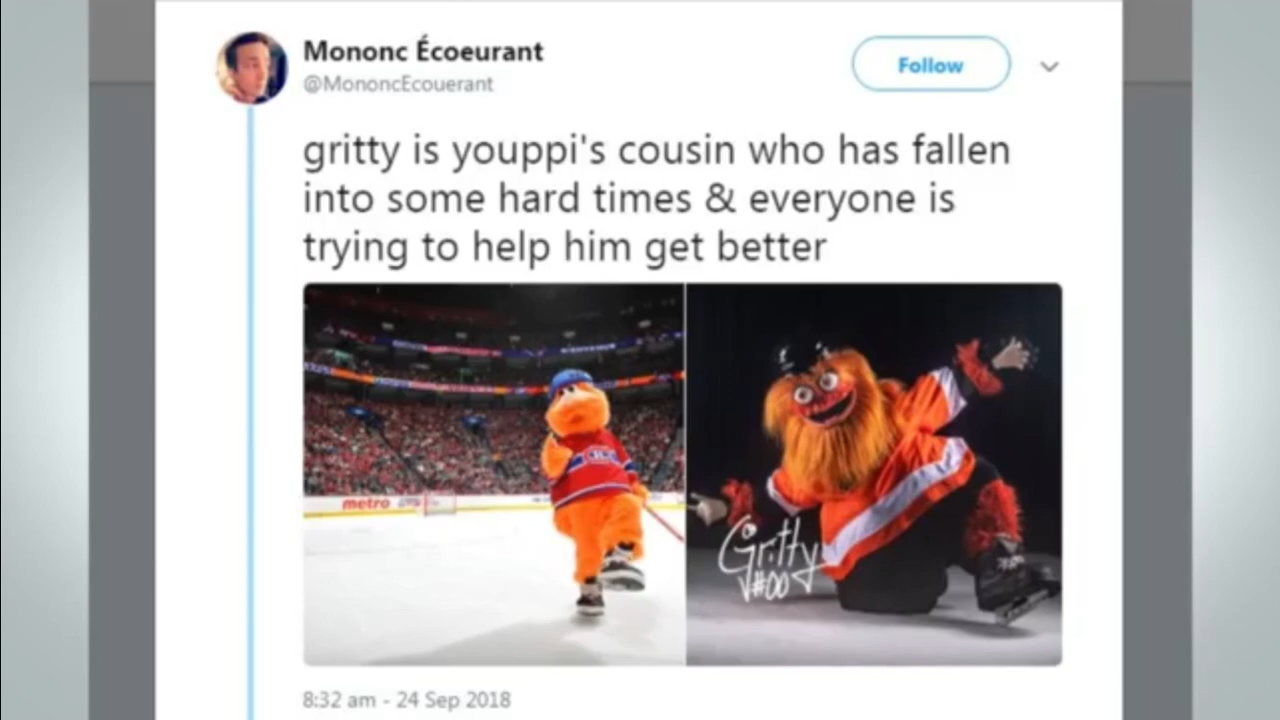 Mononc Écoeurant
@MononcEcouerant
Follow
gritty is youppi's cousin who has fallen
into some hard times & everyone is
trying to help him get better
metro
Gritty
#00
8:32 am - 24 Sep 2018